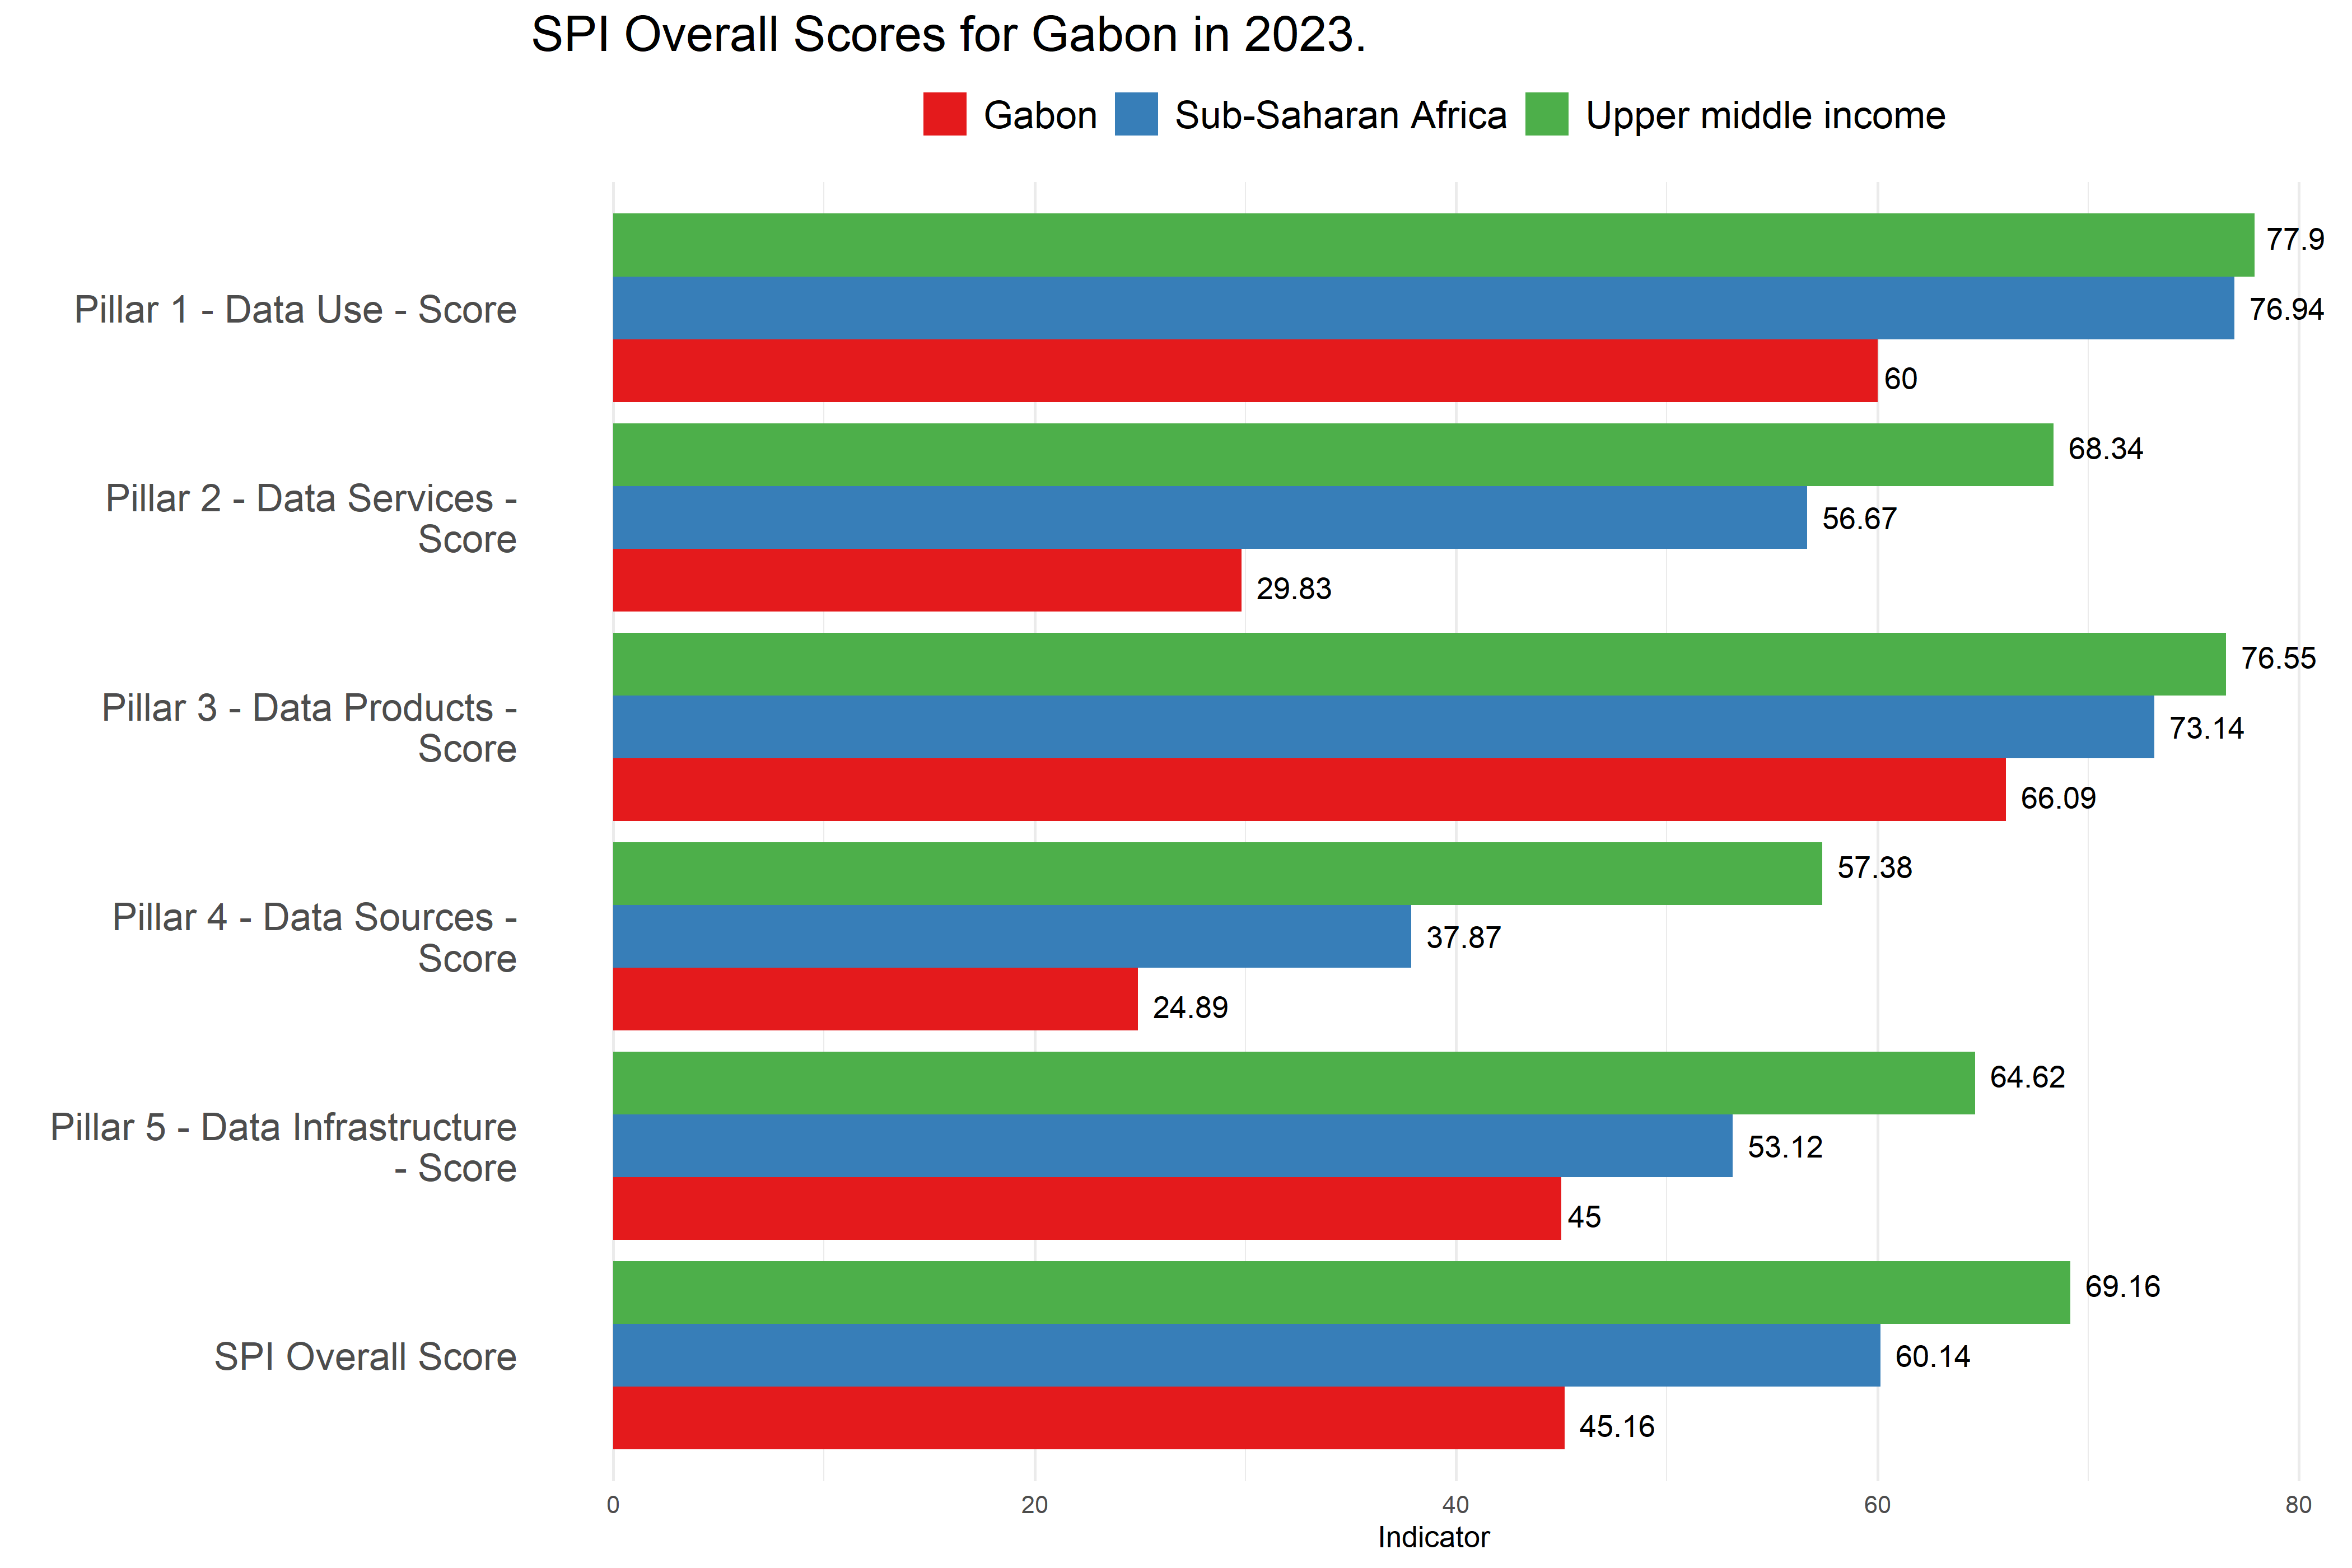 SPI Overall Scores for Gabon in 2023.
Gabon Sub-Saharan Africa Upper middle income
Pillar 1 - Data Use - Score
77.9
76.94
60
Pillar 2 - Data Services -
Score
68.34
56.67
29.83
Pillar 3 - Data Products -
Score
76.55
73.14
66.09
Pillar 4 - Data Sources -
Score
57.38
37.87
24.89
Pillar 5 - Data Infrastructure
- Score
64.62
53.12
45
SPI Overall Score
69.16
60.14
45.16
0 20 40 60 80
Indicator